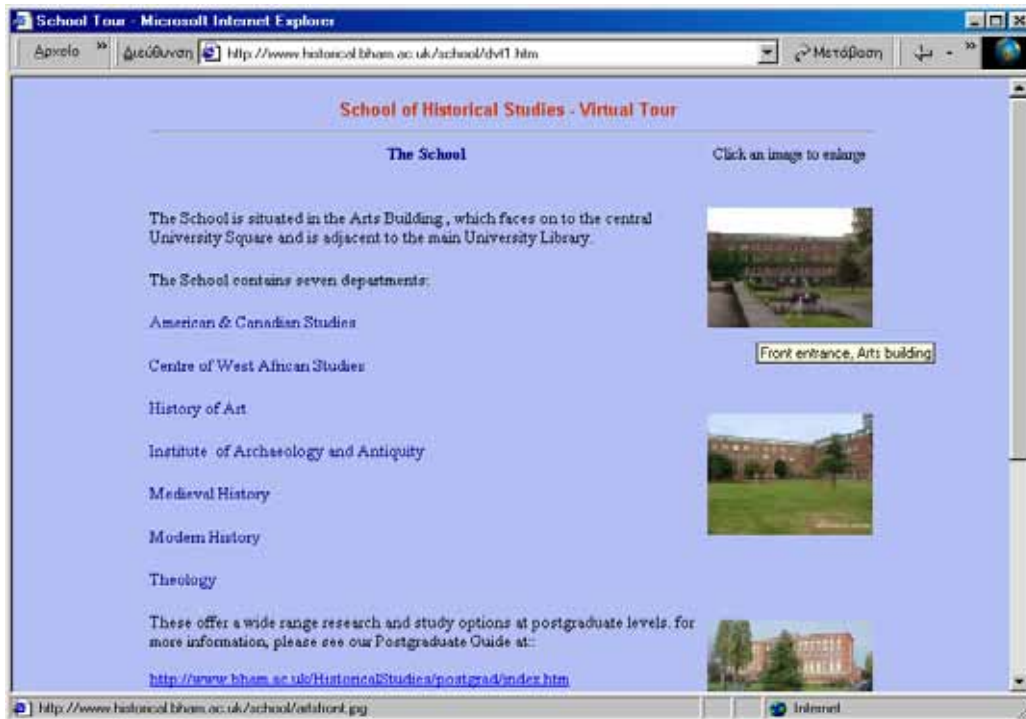 School Tour - Microsoft Internet Explorer
Αρχείο » Διεύθυνση http://www.historical.bham.ac.uk/school/dvt1.htm Μετάβαση »
School of Historical Studies - Virtual Tour
The School Click an image to enlarge
The School is situated in the Arts Building , which faces on to the central
University Square and is adjacent to the main University Library.
The School contains seven departments:
American & Canadian Studies
Front entrance, Arts building
Centre of West African Studies
History of Art
Institute of Archaeology and Antiquity
Medieval History
Modern History
Theology
These offer a wide range research and study options at postgraduate levels. for
more information, please see our Postgraduate Guide at::
http://www.bham.ac.uk/HistoricalStudies/postgrad/index.htm
http://www.historical.bham.ac.uk/school/artsfront.jpg Internet